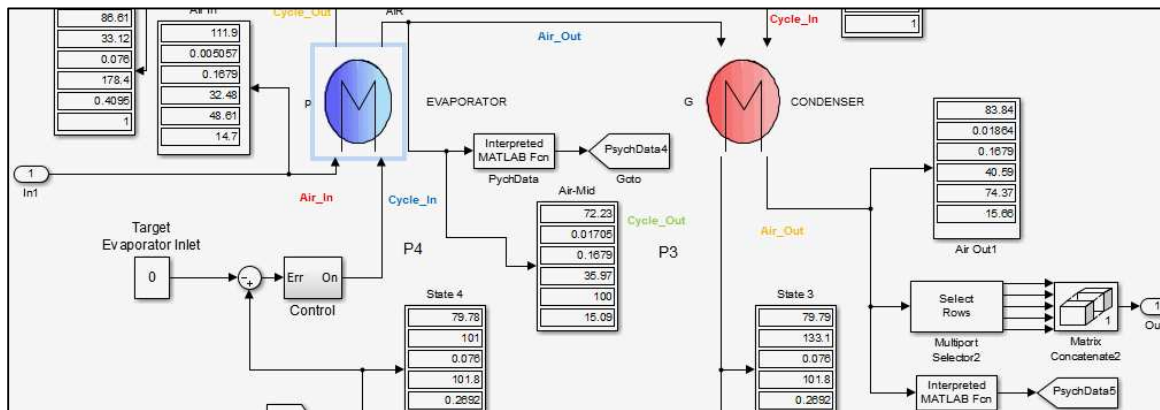 86.61
33.12
0.076
178.4
0.4095
1
Air In
111.9
0.005057
0.1679
32.48
48.61
14.7
Cycle_Out
AIR
Air_Out
Cycle_In
1
P
EVAPORATOR
G
CONDENSER
1
In1
Air_In
Cycle_In
Interpreted
MATLAB Fcn
PychData
PsychData4
Goto
Air-Mid
72.23
0.01705
0.1679
35.97
100
15.09
Cycle_Out
P3
Air_Out
83.84
0.01864
0.1679
40.59
74.37
15.66
Air Out1
Target
Evaporator Inlet
0
Err
On
Control
P4
State 4
79.78
101
0.076
101.8
0.2692
State 3
79.79
133.1
0.076
101.8
0.2692
Select
Rows
Multiport
Selector2
1
Matrix
Concatenate2
1
Interpreted
MATLAB Fcn
PsychData5